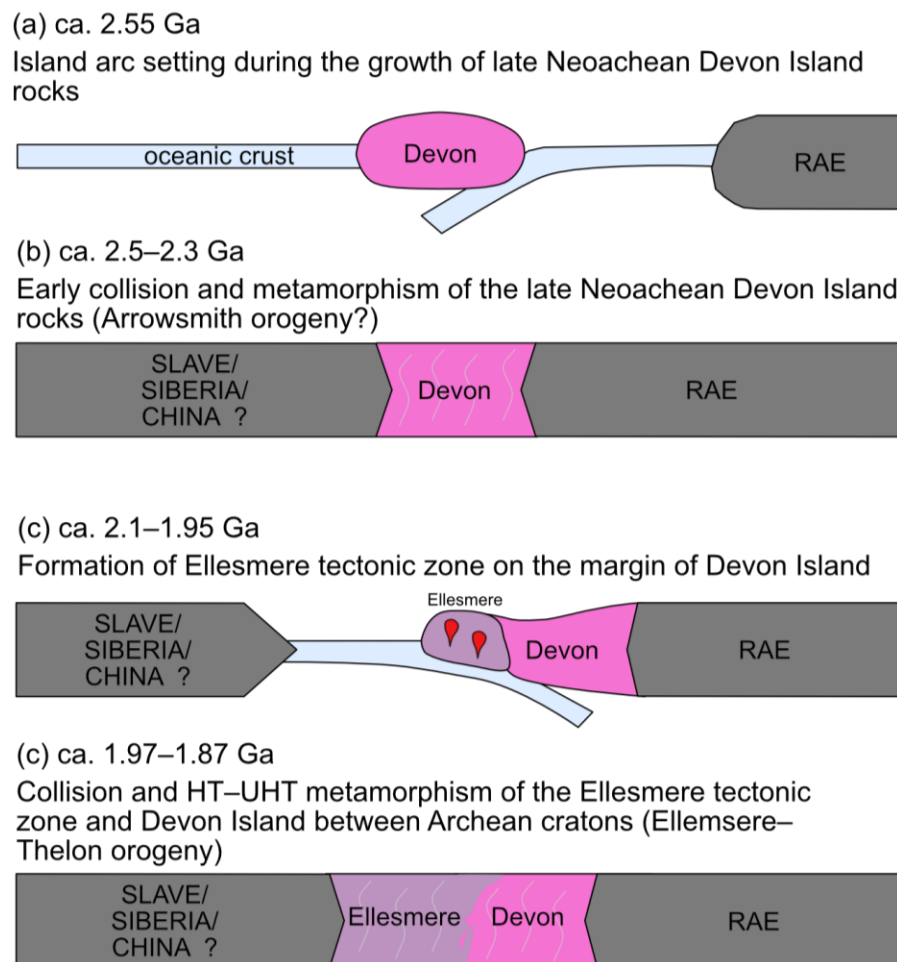 (a) ca. 2.55 Ga
Island arc setting during the growth of late Neoachean Devon Island
rocks
oceanic crust
Devon
RAE
(b) ca. 2.5–2.3 Ga
Early collision and metamorphism of the late Neoachean Devon Island
rocks (Arrowsmith orogeny?)
SLAVE/
SIBERIA/
CHINA ?
Devon
RAE
(c) ca. 2.1–1.95 Ga
Formation of Ellesmere tectonic zone on the margin of Devon Island
Ellesmere
SLAVE/
SIBERIA/
CHINA ?
Devon
RAE
(c) ca. 1.97–1.87 Ga
Collision and HT–UHT metamorphism of the Ellesmere tectonic
zone and Devon Island between Archean cratons (Ellemsere–
Thelon orogeny)
SLAVE/
SIBERIA/
CHINA ?
Ellesmere
Devon
RAE